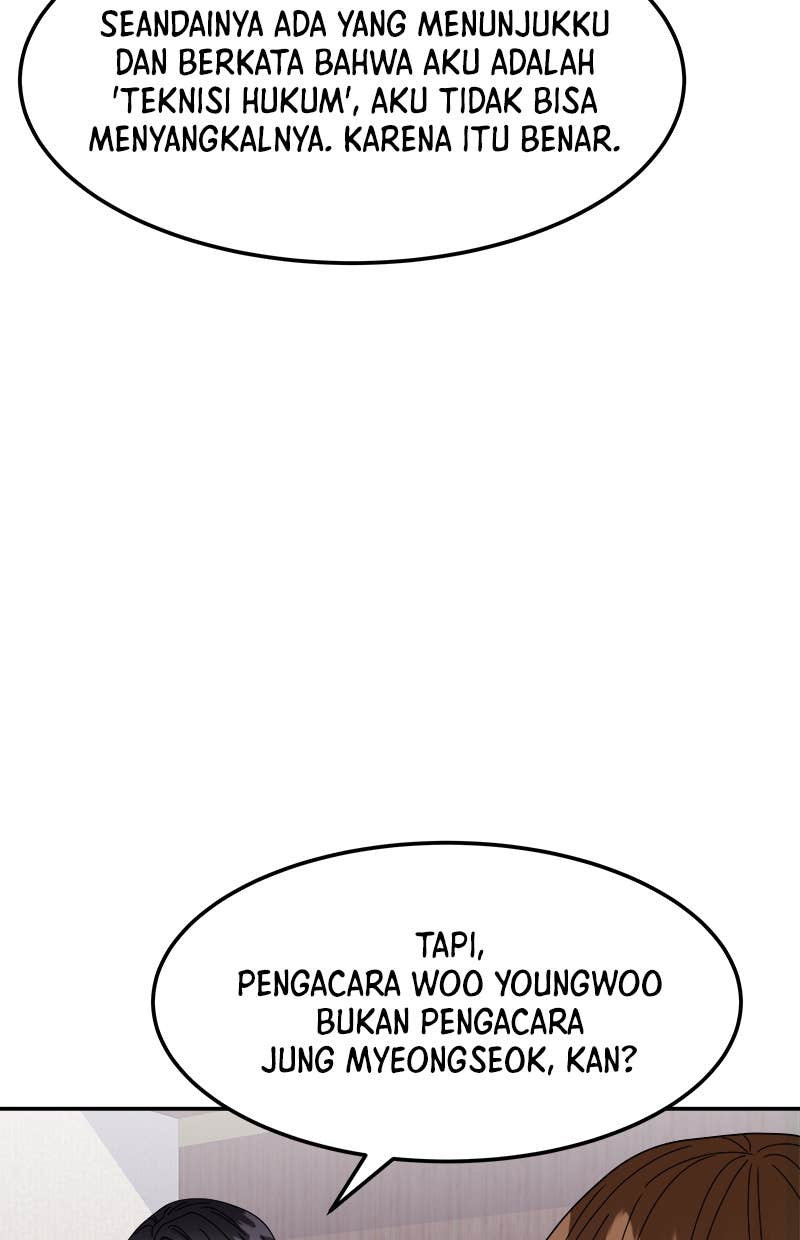 SEANDAINYA ADA YANG MENUNJUKKU
DAN BERKATA BAHWA AKU ADALAH
'TEKNISI HUKUM', AKU TIDAK BISA
MENYANGKALNYA. KARENA ITU BENAR.
TAPI,
PENGACARA WOO YOUNGWOO
BUKAN PENGACARA
JUNG MYEONGSEOK, KAN?